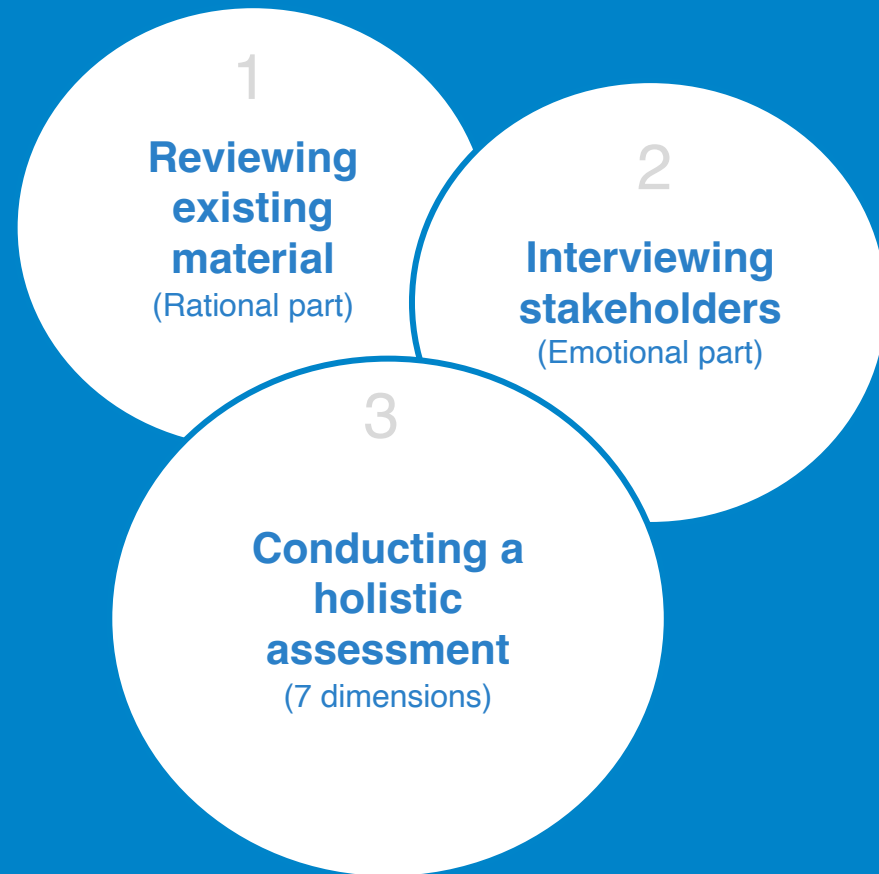 1
Reviewing
existing
material
(Rational part)
2
Interviewing
stakeholders
(Emotional part)
3
Conducting a
holistic
assessment
(7 dimensions)